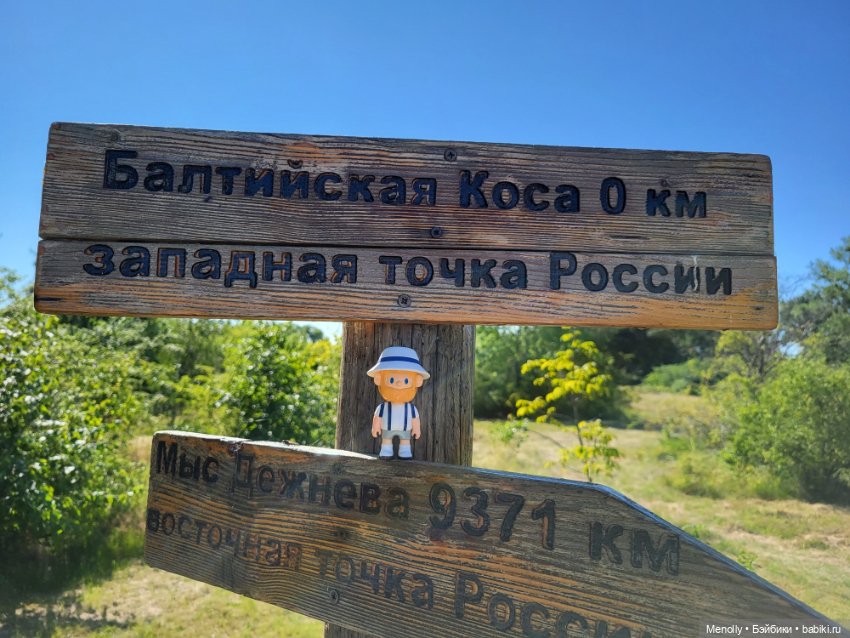 Балтийская Коса 0 км
западная точка России
Мыс Дежнева 9371 км
восточная точка России
Menolly • Бэйбики • babiki.ru